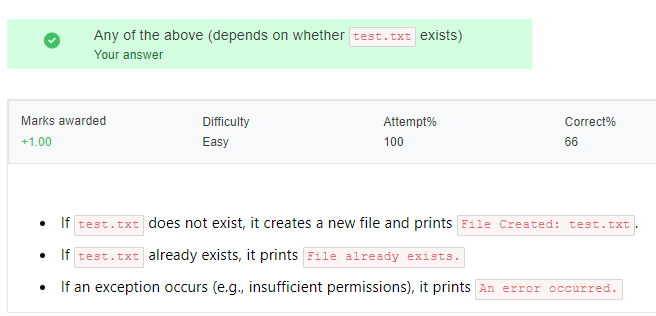 Any of the above (depends on whether test.txt exists)
Your answer
Marks awarded Difficulty Attempt% Correct%
+1.00 Easy 100 66
• If test.txt does not exist, it creates a new file and prints File Created: test.txt.
• If test.txt already exists, it prints File already exists.
• If an exception occurs (e.g., insufficient permissions), it prints An error occurred.